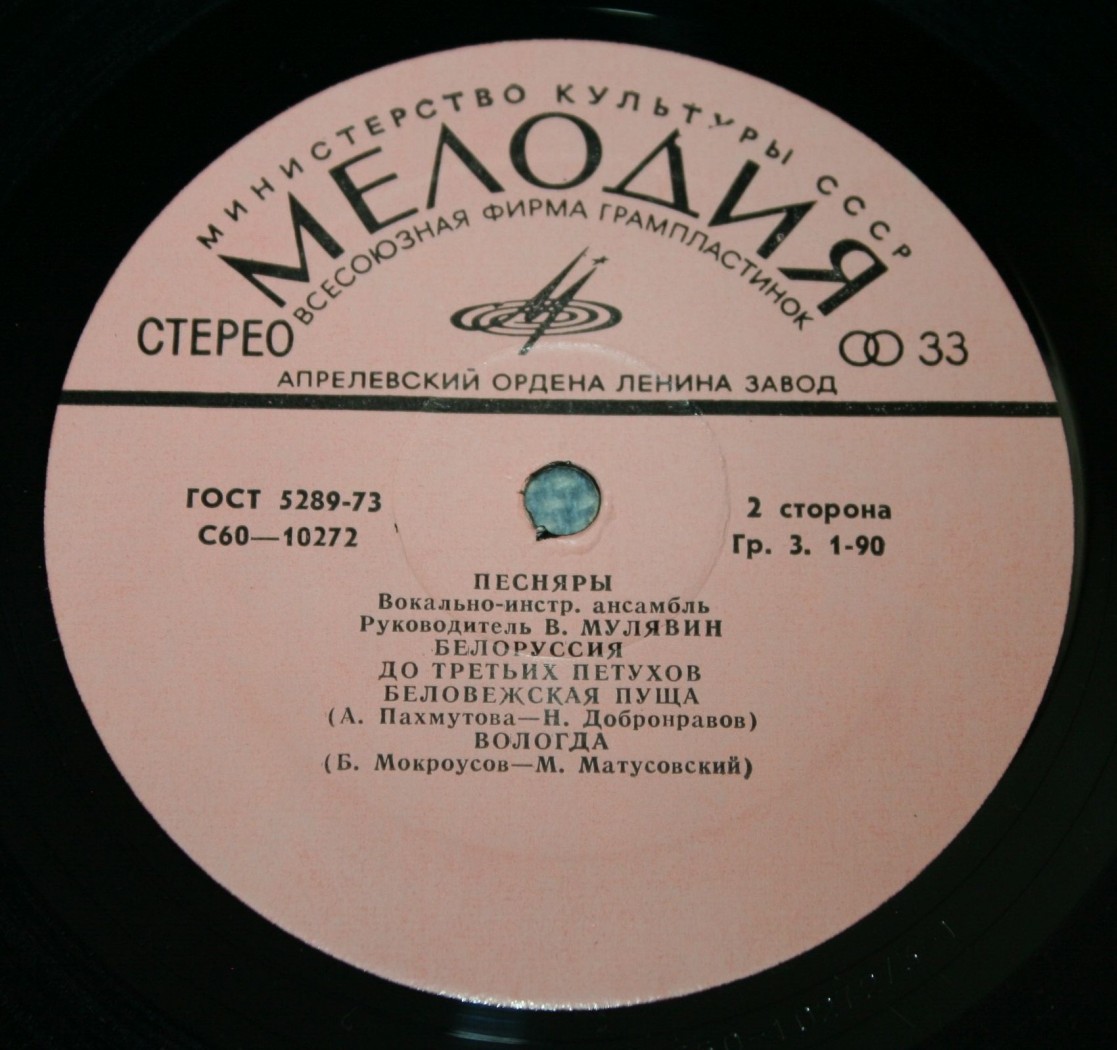 МИНИСТЕРСТВО КУЛЬТУРЫ СССР
МЕЛОДИЯ
ВСЕСОЮЗНАЯ ФИРМА ГРАМПЛАСТИНОК
СТЕРЕО
33
АПРЕЛЕВСКИЙ ОРДЕНА ЛЕНИНА ЗАВОД
ГОСТ 5289-73
С60—10272
2 сторона
Гр. 3. 1-90
ПЕСНЯРЫ
Вокально-инстр. ансамбль
Руководитель В. МУЛЯВИН
БЕЛОРУССИЯ
ДО ТРЕТЬИХ ПЕТУХОВ
БЕЛОВЕЖСКАЯ ПУЩА
(А. Пахмутова—Н. Добронравов)
ВОЛОГДА
(Б. Мокроусов—М. Матусовский)